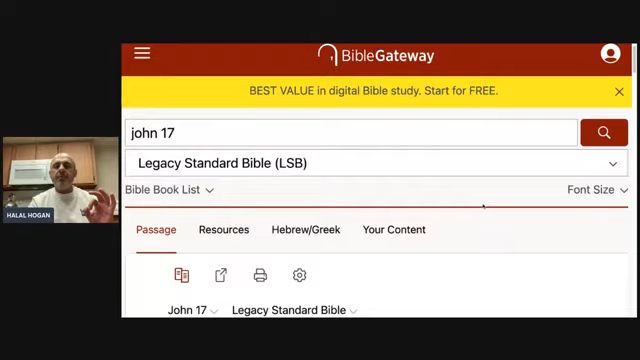 BibleGateway
BEST VALUE in digital Bible study. Start for FREE.
john 17
Legacy Standard Bible (LSB)
Bible Book List
Font Size
HALAL HOGAN
Passage Resources Hebrew/Greek Your Content
John 17 Legacy Standard Bible